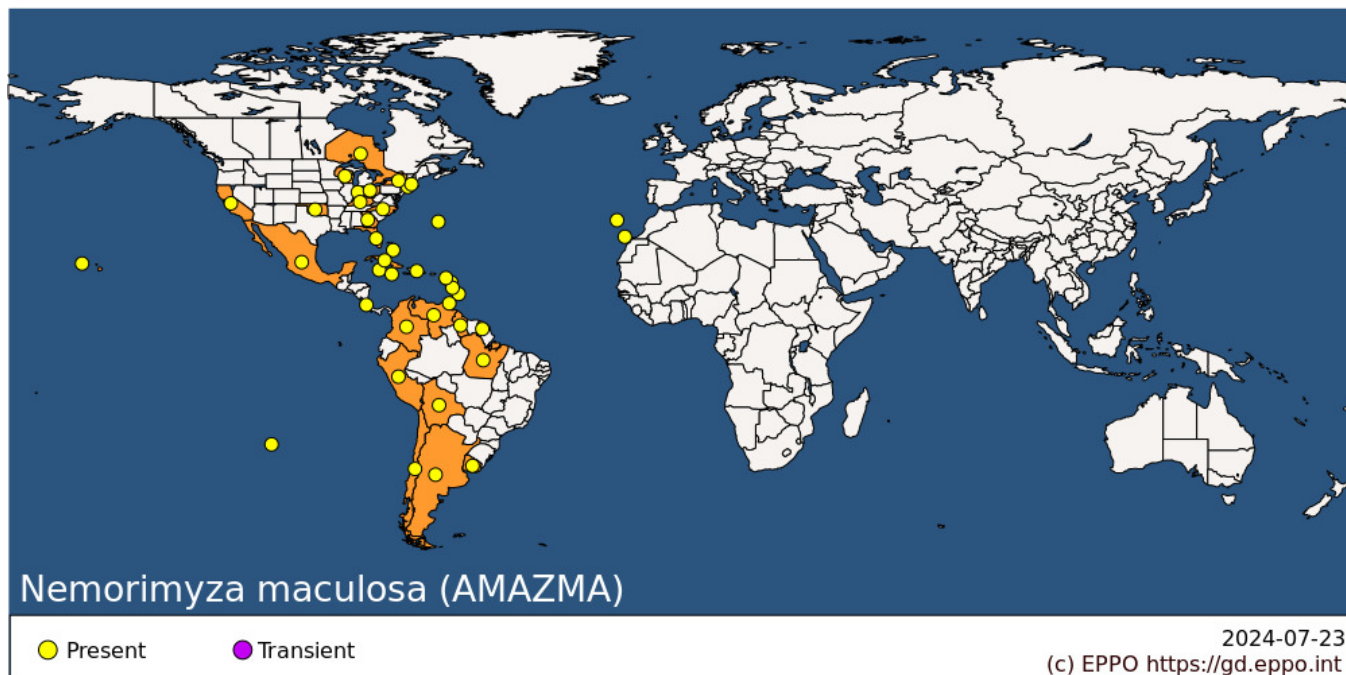 Nemorimyza maculosa (AMAZMA)
Present
Transient
2024-07-23
(c) EPPO https://gd.eppo.int